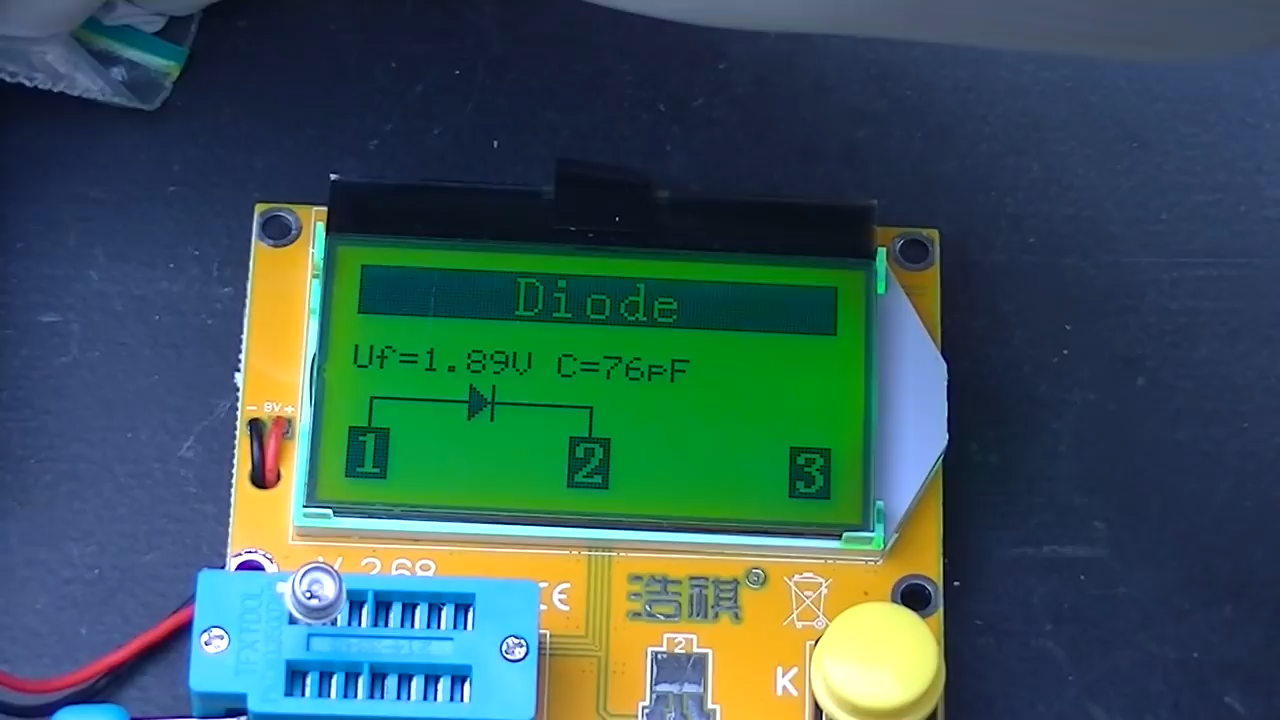 Diode
Uf=1.89V C=76pF
1 2 3
- 9V +
V 2.68
CE
浩祺
2
K